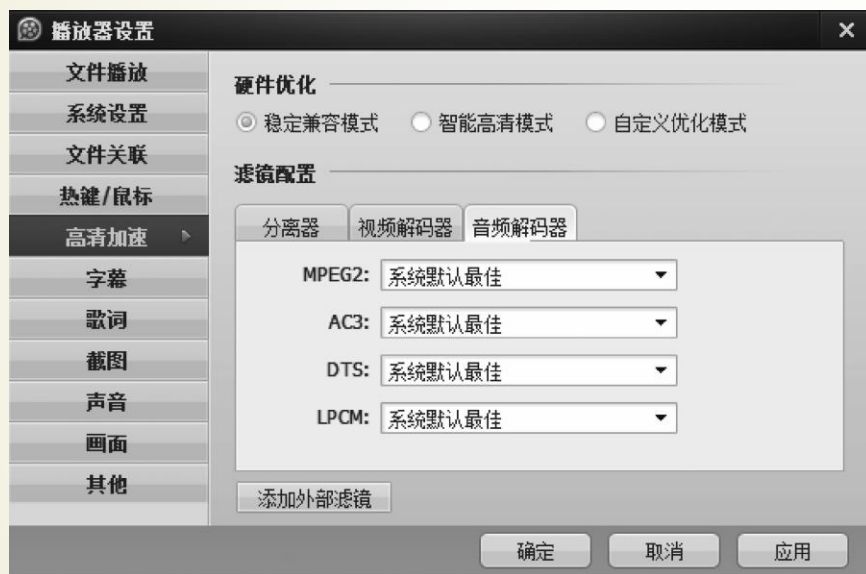 播放器设置
文件播放
系统设置
文件关联
热键/鼠标
高清加速
字幕
歌词
截图
声音
画面
其他
硬件优化
稳定兼容模式 智能高清模式 自定义优化模式
滤镜配置
分离器 视频解码器 音频解码器
MPEG2: 系统默认最佳
AC3: 系统默认最佳
DTS: 系统默认最佳
LPCM: 系统默认最佳
添加外部滤镜
确定 取消 应用